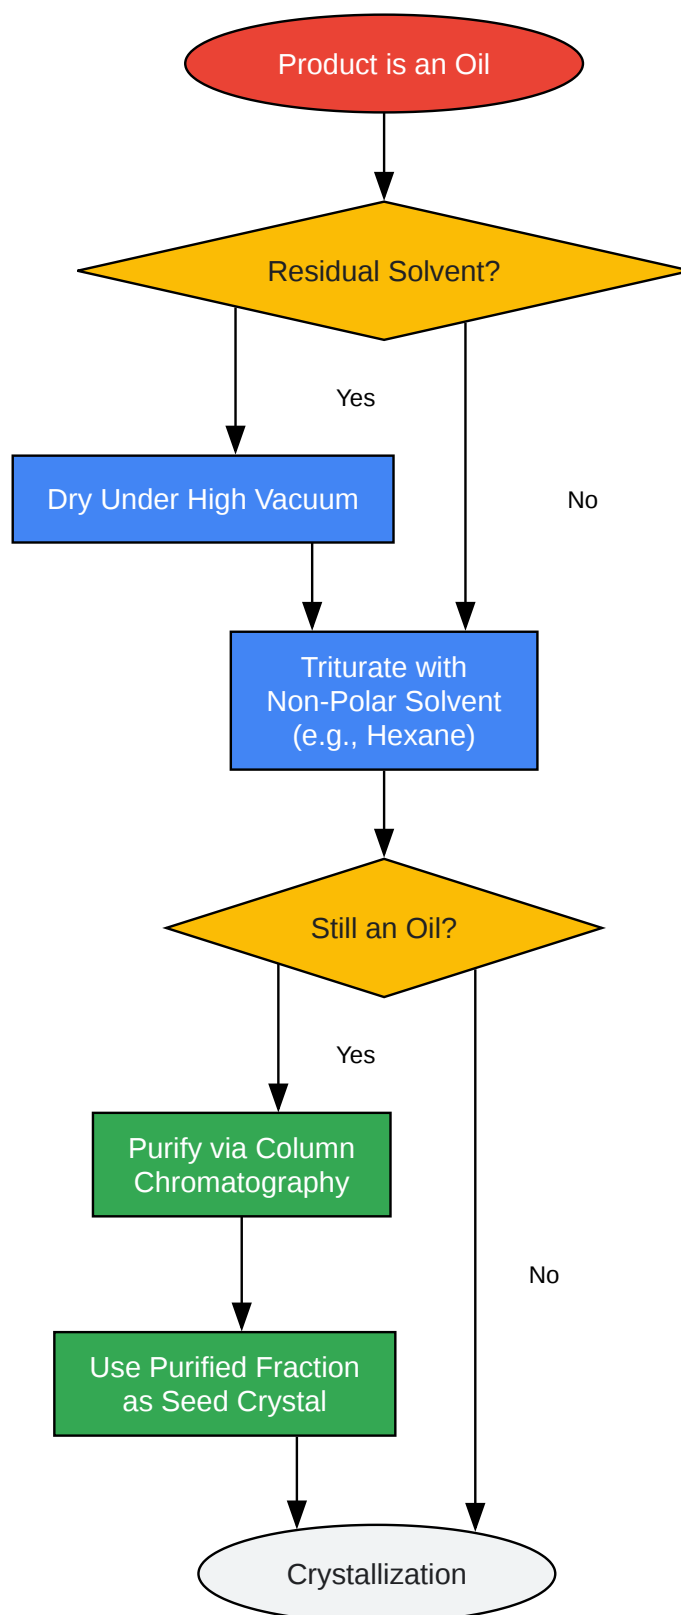 Product is an Oil
Residual Solvent?
Yes
Dry Under High Vacuum
No
Triturate with
Non-Polar Solvent
(e.g., Hexane)
Still an Oil?
Yes
Purify via Column
Chromatography
No
Use Purified Fraction
as Seed Crystal
Crystallization